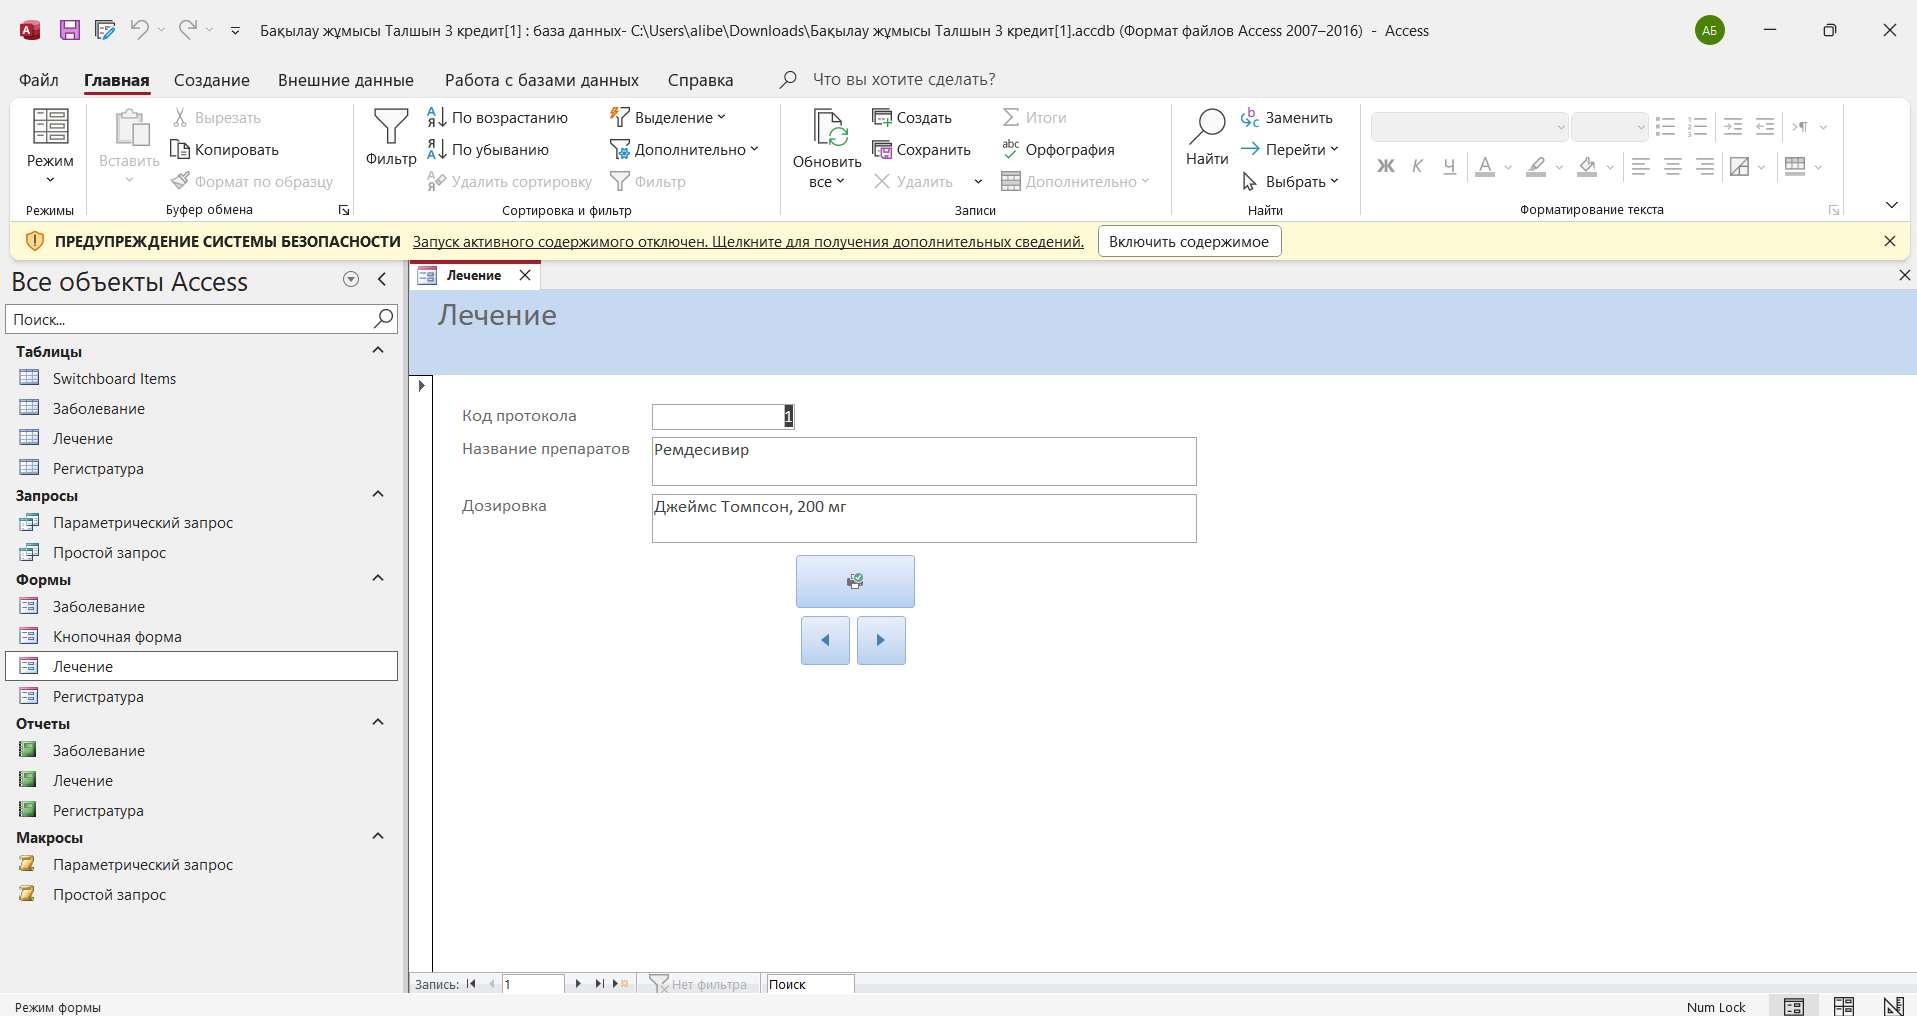 Бақылау жұмысы Талшын 3 кредит[1] : база данных- C:\Users\alibe\Downloads\Бақылау жұмысы Талшын 3 кредит[1].accdb (Формат файлов Access 2007–2016) - Access
АБ
Файл Главная Создание Внешние данные Работа с базами данных Справка Что вы хотите сделать?
Режим
Режимы
Вставить
Вырезать
Копировать
Формат по образцу
Буфер обмена
Фильтр
По возрастанию
По убыванию
Удалить сортировку
Выделение
Дополнительно
Фильтр
Сортировка и фильтр
Обновить
все
Создать
Сохранить
Удалить
Итоги
Орфография
Дополнительно
Записи
Найти
Заменить
Перейти
Выбрать
Найти
Ж К Ч А
Форматирование текста
ПРЕДУПРЕЖДЕНИЕ СИСТЕМЫ БЕЗОПАСНОСТИ Запуск активного содержимого отключен. Щелкните для получения дополнительных сведений. Включить содержимое
Все объекты Access
Поиск...
Таблицы
Switchboard Items
Заболевание
Лечение
Регистратура
Запросы
Параметрический запрос
Простой запрос
Формы
Заболевание
Кнопочная форма
Лечение
Регистратура
Отчеты
Заболевание
Лечение
Регистратура
Макросы
Параметрический запрос
Простой запрос
Лечение
Лечение
Код протокола 1
Название препаратов Ремдесивир
Дозировка Джеймс Томпсон, 200 мг
Запись: 1 Нет фильтра Поиск
Режим формы
Num Lock